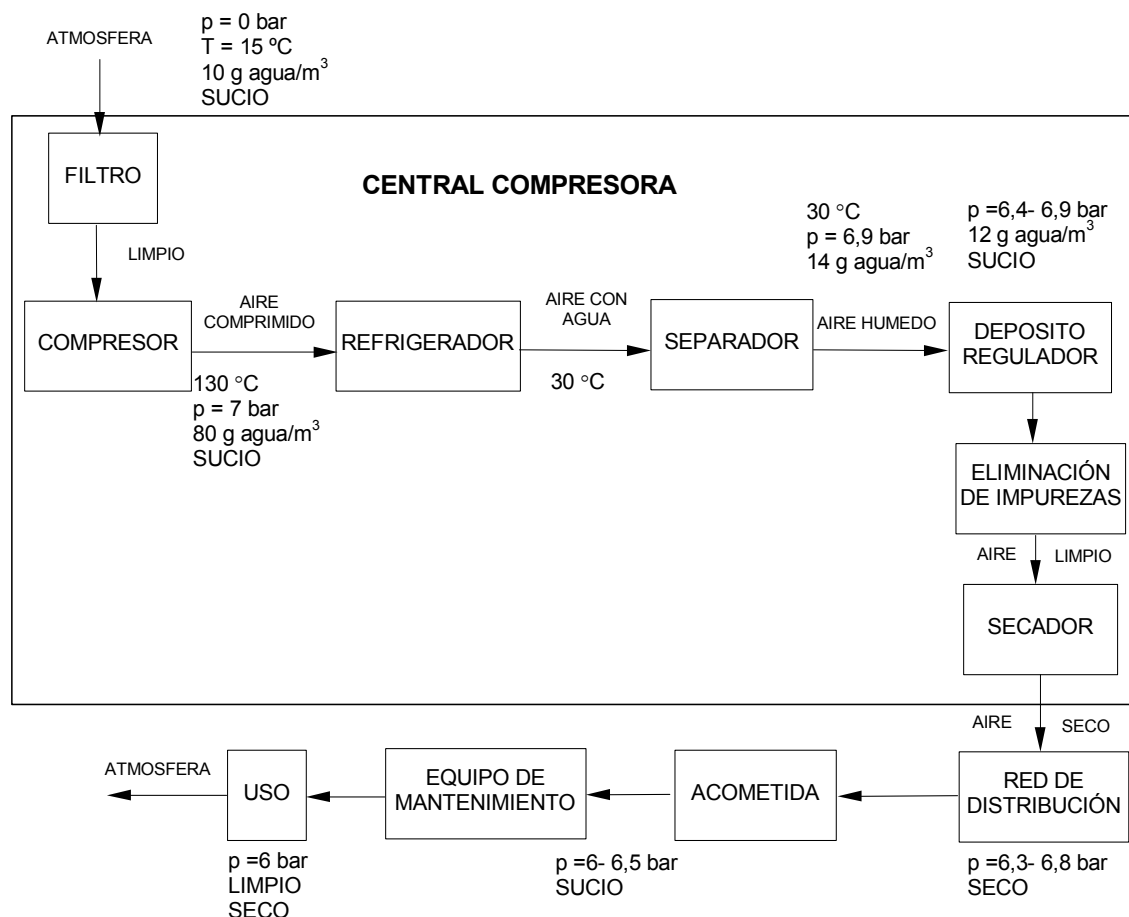 ATMOSFERA
p = 0 bar
T = 15 ºC
10 g agua/m³
SUCIO
FILTRO
CENTRAL COMPRESORA
LIMPIO
COMPRESOR
AIRE
COMPRIMIDO
130 °C
p = 7 bar
80 g agua/m³
SUCIO
REFRIGERADOR
AIRE CON
AGUA
30 °C
SEPARADOR
30 °C
p = 6,9 bar
14 g agua/m³
AIRE HUMEDO
p =6,4- 6,9 bar
12 g agua/m³
SUCIO
DEPOSITO
REGULADOR
ELIMINACIÓN
DE IMPUREZAS
AIRE LIMPIO
SECADOR
AIRE SECO
RED DE
DISTRIBUCIÓN
p =6,3- 6,8 bar
SECO
ACOMETIDA
p =6- 6,5 bar
SUCIO
EQUIPO DE
MANTENIMIENTO
USO
p =6 bar
LIMPIO
SECO
ATMOSFERA